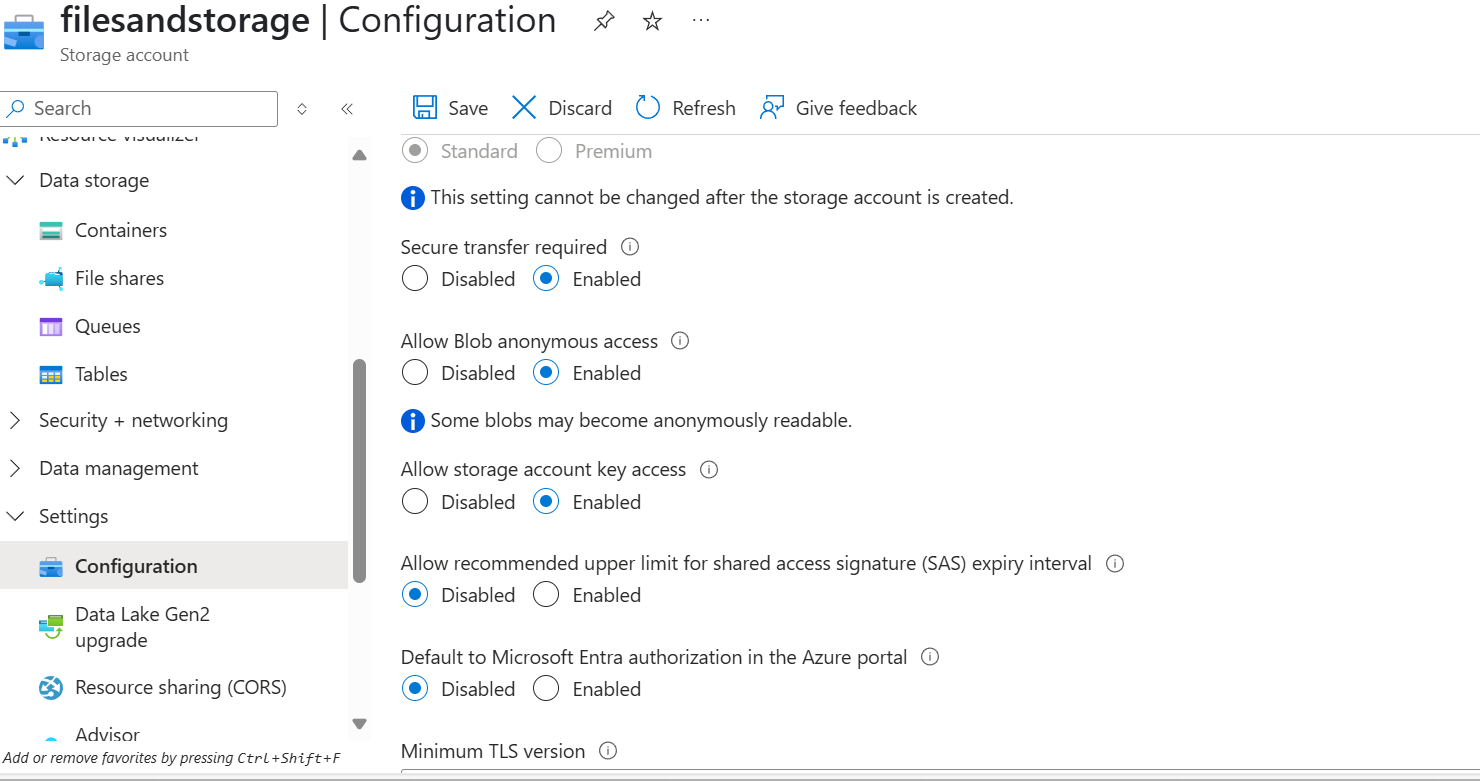 filesandstorage | Configuration
Storage account
Search
Resource visualizer
Data storage
Containers
File shares
Queues
Tables
Security + networking
Data management
Settings
Configuration
Data Lake Gen2
upgrade
Resource sharing (CORS)
Advisor
Add or remove favorites by pressing Ctrl+Shift+F
Save Discard Refresh Give feedback
Standard Premium
This setting cannot be changed after the storage account is created.
Secure transfer required
Disabled Enabled
Allow Blob anonymous access
Disabled Enabled
Some blobs may become anonymously readable.
Allow storage account key access
Disabled Enabled
Allow recommended upper limit for shared access signature (SAS) expiry interval
Disabled Enabled
Default to Microsoft Entra authorization in the Azure portal
Disabled Enabled
Minimum TLS version